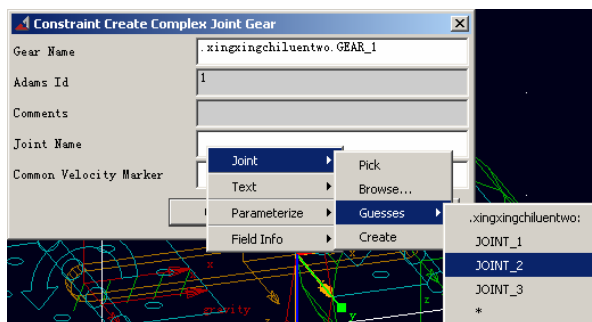 Constraint Create Complex Joint Gear
Gear Name .xingxingchiluentwo.GEAR_1
Adams Id 1
Comments
Joint Name
Common Velocity Marker
Joint
Text
Parameterize
Field Info
Pick
Browse...
Guesses
Create
.xingxingchiluentwo:
JOINT_1
JOINT_2
JOINT_3
*
x
x
gravity
y
z